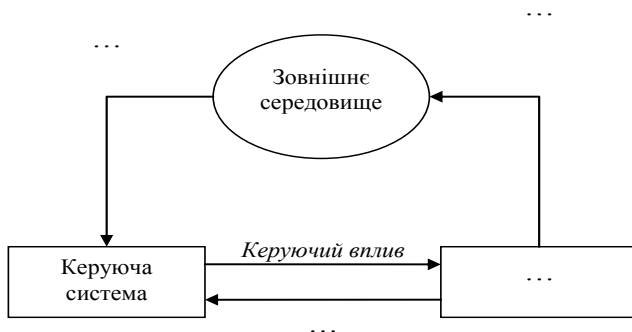 ...
...
Зовнішнє
середовище
Керуючий вплив
Керуюча
система
...
...